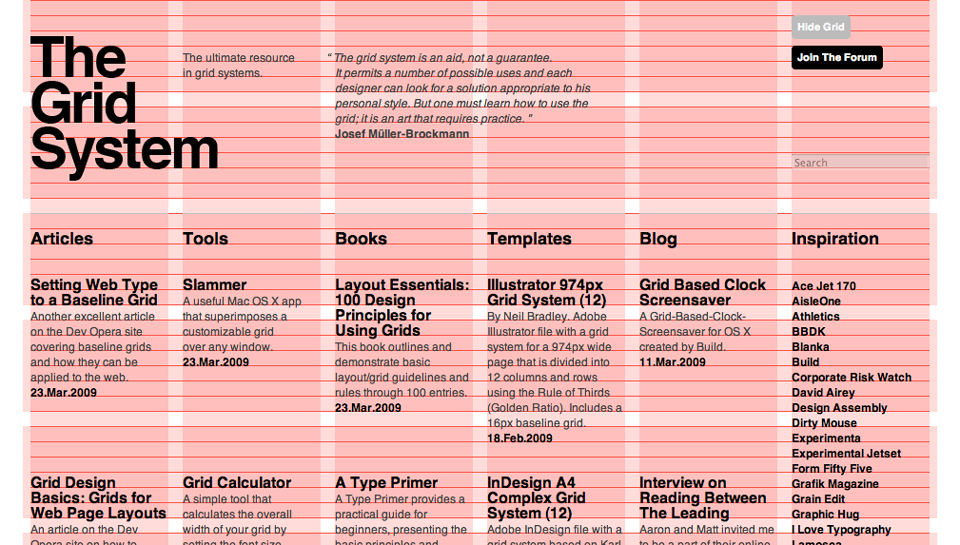 Hide Grid
Join The Forum
The
Grid
System
The ultimate resource
in grid systems.
“ The grid system is an aid, not a guarantee.
It permits a number of possible uses and each
designer can look for a solution appropriate to his
personal style. But one must learn how to use the
grid; it is an art that requires practice. ”
Josef Müller-Brockmann
Search
Articles
Setting Web Type
to a Baseline Grid
Another excellent article
on the Dev Opera site
covering baseline grids
and how they can be
applied to the web.
23.Mar.2009
Grid Design
Basics: Grids for
Web Page Layouts
An article on the Dev
Opera site on how to
Tools
Slammer
A useful Mac OS X app
that superimposes a
customizable grid
over any window.
23.Mar.2009
Grid Calculator
A simple tool that
calculates the overall
width of your grid by
setting the font size,
Books
Layout Essentials:
100 Design
Principles for
Using Grids
This book outlines and
demonstrate basic
layout/grid guidelines and
rules through 100 entries.
23.Mar.2009
A Type Primer
A Type Primer provides a
practical guide for
beginners, presenting the
basic principles and
Templates
Illustrator 974px
Grid System (12)
By Neil Bradley. Adobe
Illustrator file with a grid
system for a 974px wide
page that is divided into
12 columns and rows
using the Rule of Thirds
(Golden Ratio). Includes a
16px baseline grid.
18.Feb.2009
InDesign A4
Complex Grid
System (12)
Adobe InDesign file with a
grid system based on Karl
Blog
Grid Based Clock
Screensaver
A Grid-Based-Clock-
Screensaver for OS X
created by Build.
11.Mar.2009
Interview on
Reading Between
The Leading
Aaron and Matt invited me
to be a part of their online
Inspiration
Ace Jet 170
AisleOne
Athletics
BBDK
Blanka
Build
Corporate Risk Watch
David Airey
Design Assembly
Dirty Mouse
Experimenta
Experimental Jetset
Form Fifty Five
Grafik Magazine
Grain Edit
Graphic Hug
I Love Typography
Lamosca